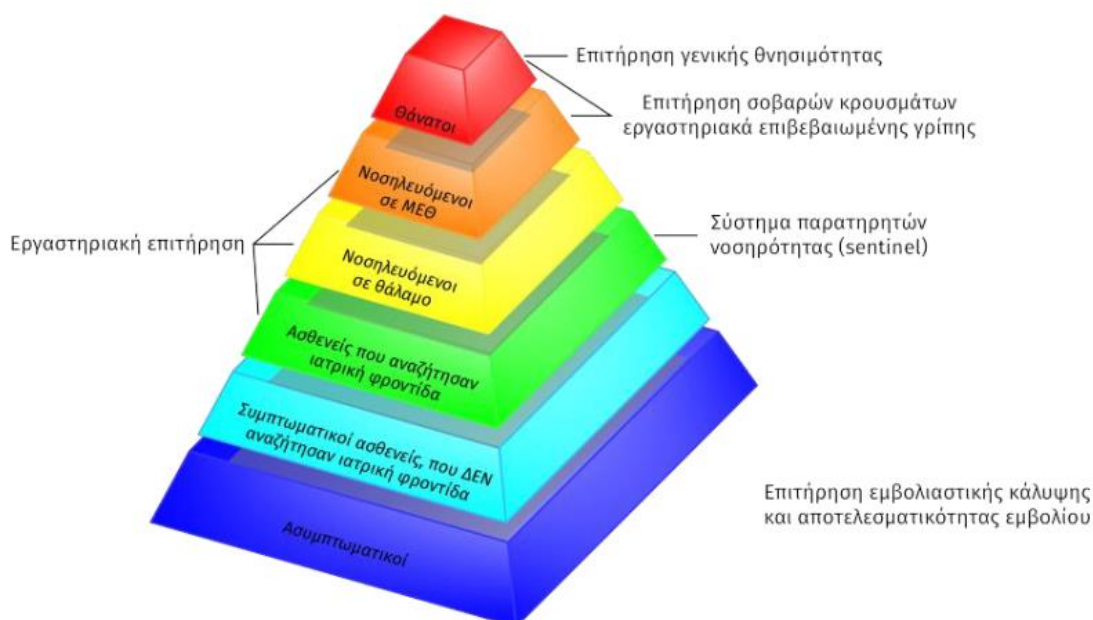 Επιτήρηση γενικής θνησιμότητας
Θάνατοι
Επιτήρηση σοβαρών κρουσμάτων
εργαστηριακά επιβεβαιωμένης γρίπης
Νοσηλευόμενοι
σε ΜΕΘ
Εργαστηριακή επιτήρηση
Σύστημα παρατηρητών
νοσηρότητας (sentinel)
Νοσηλευόμενοι
σε θάλαμο
Ασθενείς που αναζήτησαν
ιατρική φροντίδα
Συμπτωματικοί ασθενείς, που ΔΕΝ
αναζήτησαν ιατρική φροντίδα
Επιτήρηση εμβολιαστικής κάλυψης
και αποτελεσματικότητας εμβολίου
Ασυμπτωματικοί